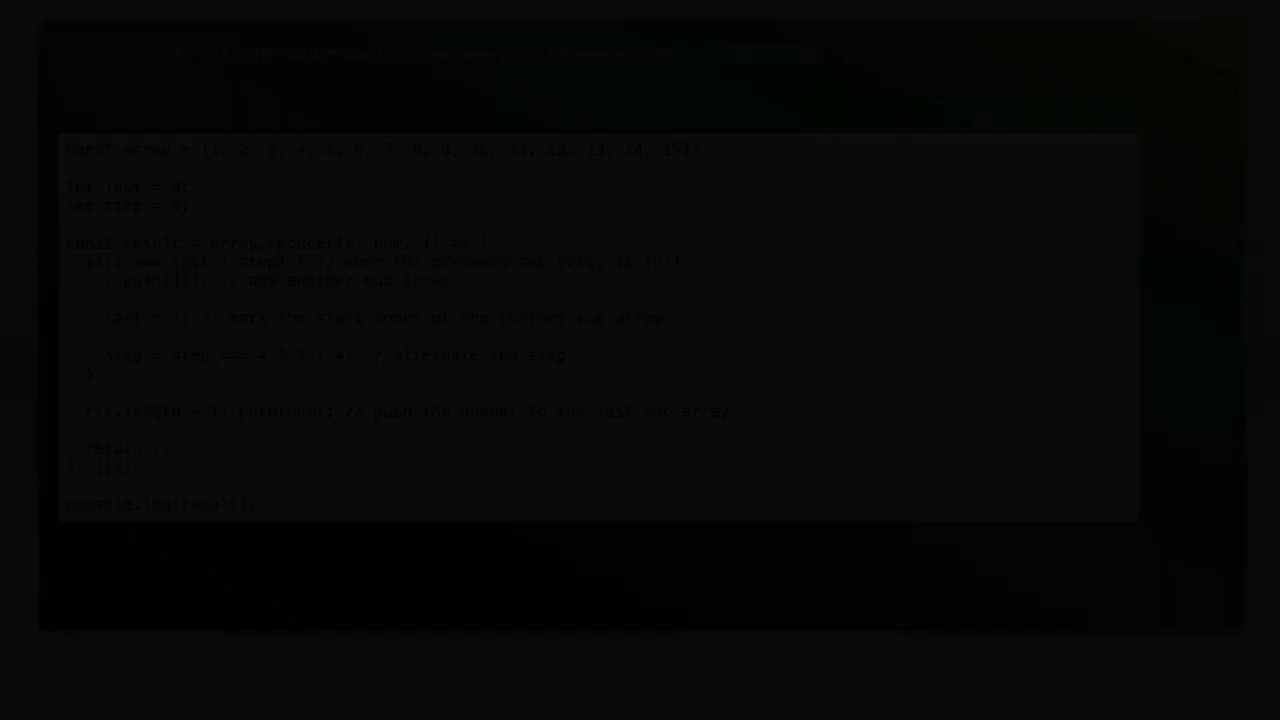 const array = [1, 2, 3, 4, 5, 6, 7, 8, 9, 10, 11, 12, 13, 14, 15];
let last = 0;
let step = 0;
const result = array.reduce((r, num, i) => {
if(i === last + step) { // when the previous sub array is full
r.push([]); // add another sub array
last = i; // mark the start index of the current sub array
step = step === 4 ? 3 : 4; // alternate the step
}
r[r.length - 1].push(num); // push the number to the last sub array
return r;
}, []);
console.log(result);